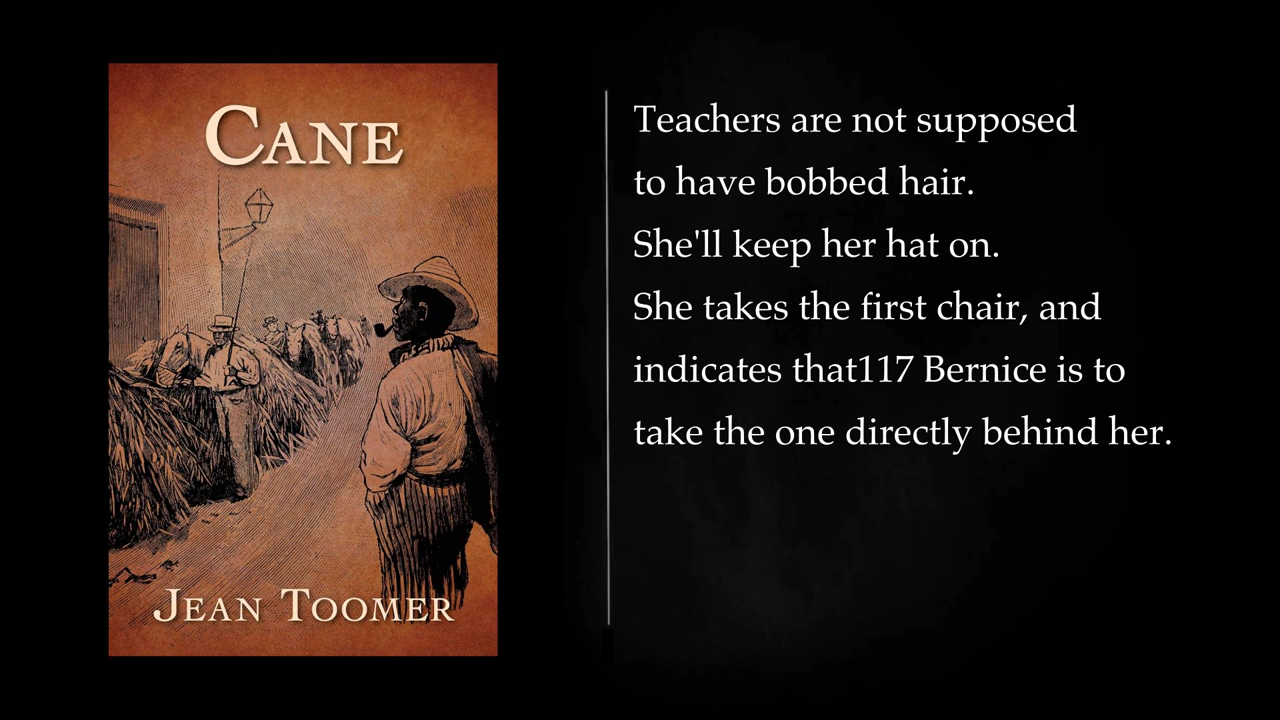 CANE
JEAN TOOMER
Teachers are not supposed
to have bobbed hair.
She'll keep her hat on.
She takes the first chair, and
indicates that117 Bernice is to
take the one directly behind her.